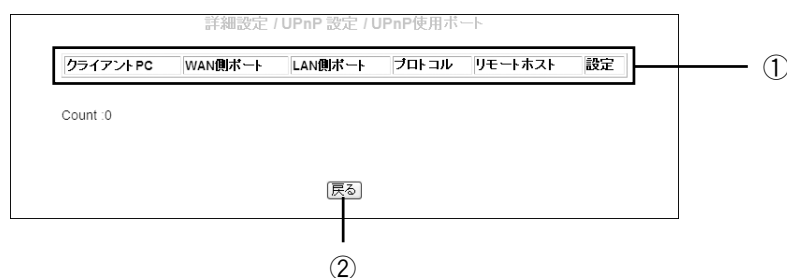 詳細設定 / UPnP 設定 / UPnP使用ポート
クライアントPC WAN側ポート LAN側ポート プロトコル リモートホスト 設定
①
Count :0
戻る
②